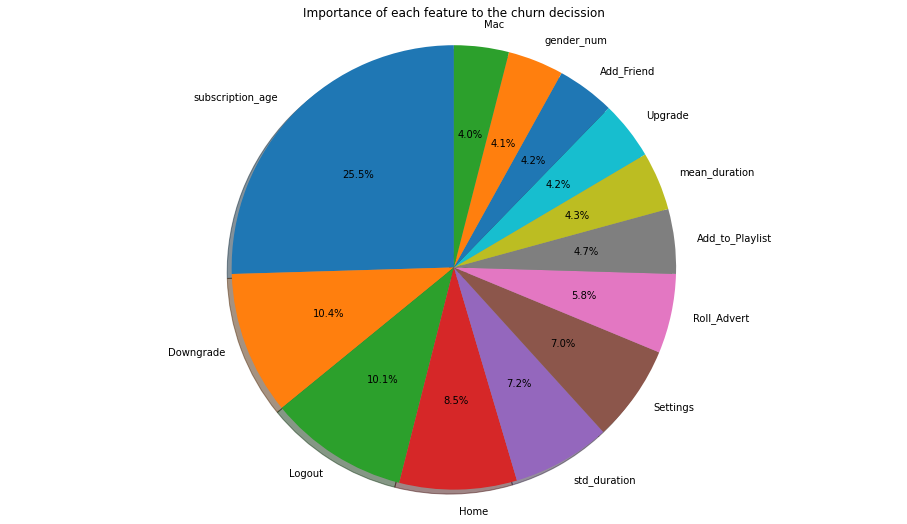 Importance of each feature to the churn decission
Mac
gender_num
Add_Friend
Upgrade
mean_duration
Add_to_Playlist
Roll_Advert
Settings
std_duration
Home
Logout
Downgrade
subscription_age
4.0%
4.1%
4.2%
4.2%
4.3%
4.7%
5.8%
7.0%
7.2%
8.5%
10.1%
10.4%
25.5%